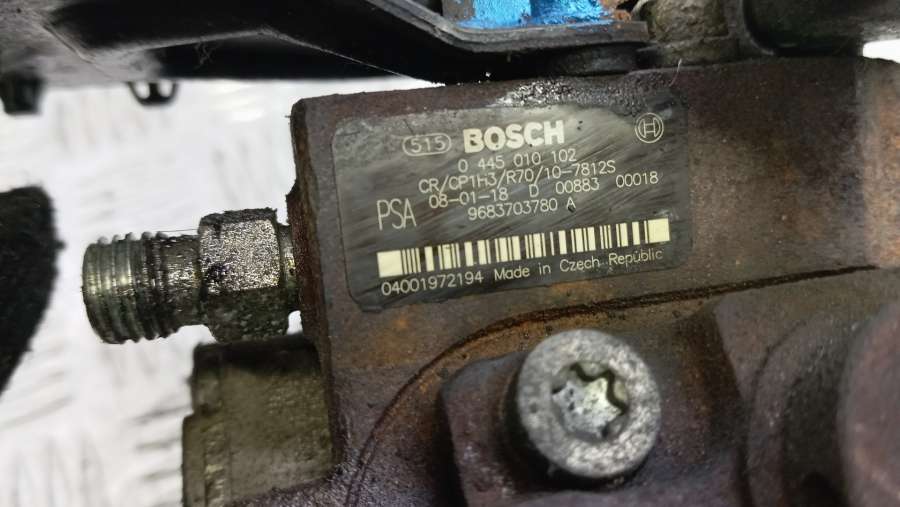 515 BOSCH
0 445 010 102
CR/CP1H3/R70/10-7812S
PSA 08-01-18 D 00883 00018
9683703780 A
04001972194 Made in Czech Republic